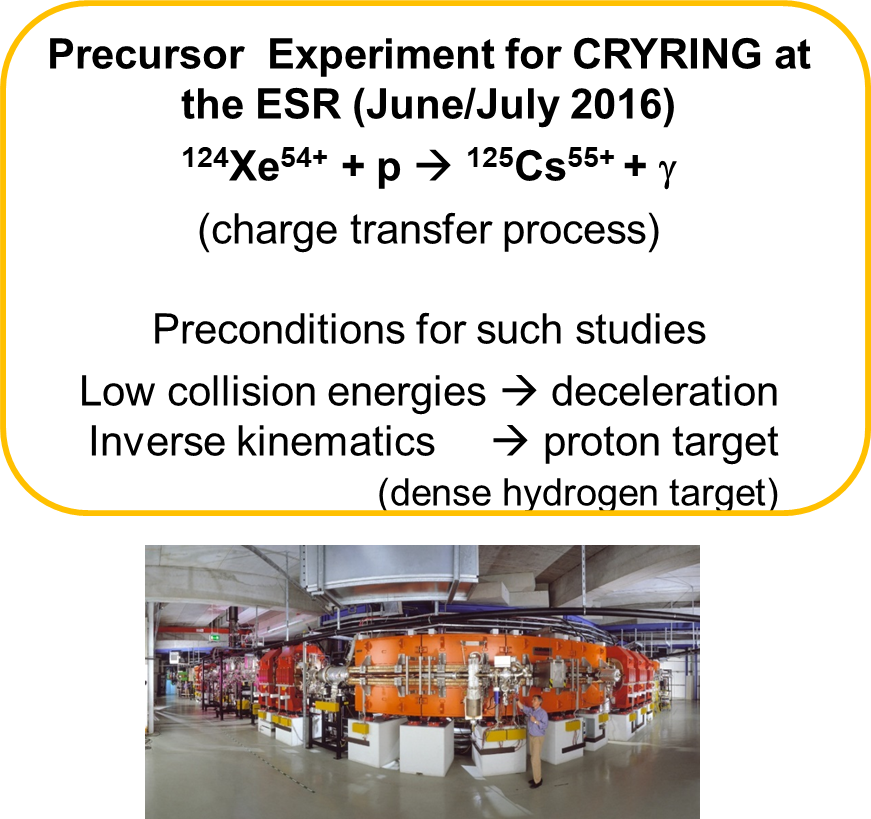 Precursor  Experiment for CRYRING at
the ESR (June/July 2016)
¹²⁴Xe⁵⁴⁺ + p → ¹²⁵Cs⁵⁵⁺ + γ
(charge transfer process)
Preconditions for such studies
Low collision energies → deceleration
Inverse kinematics → proton target
(dense hydrogen target)